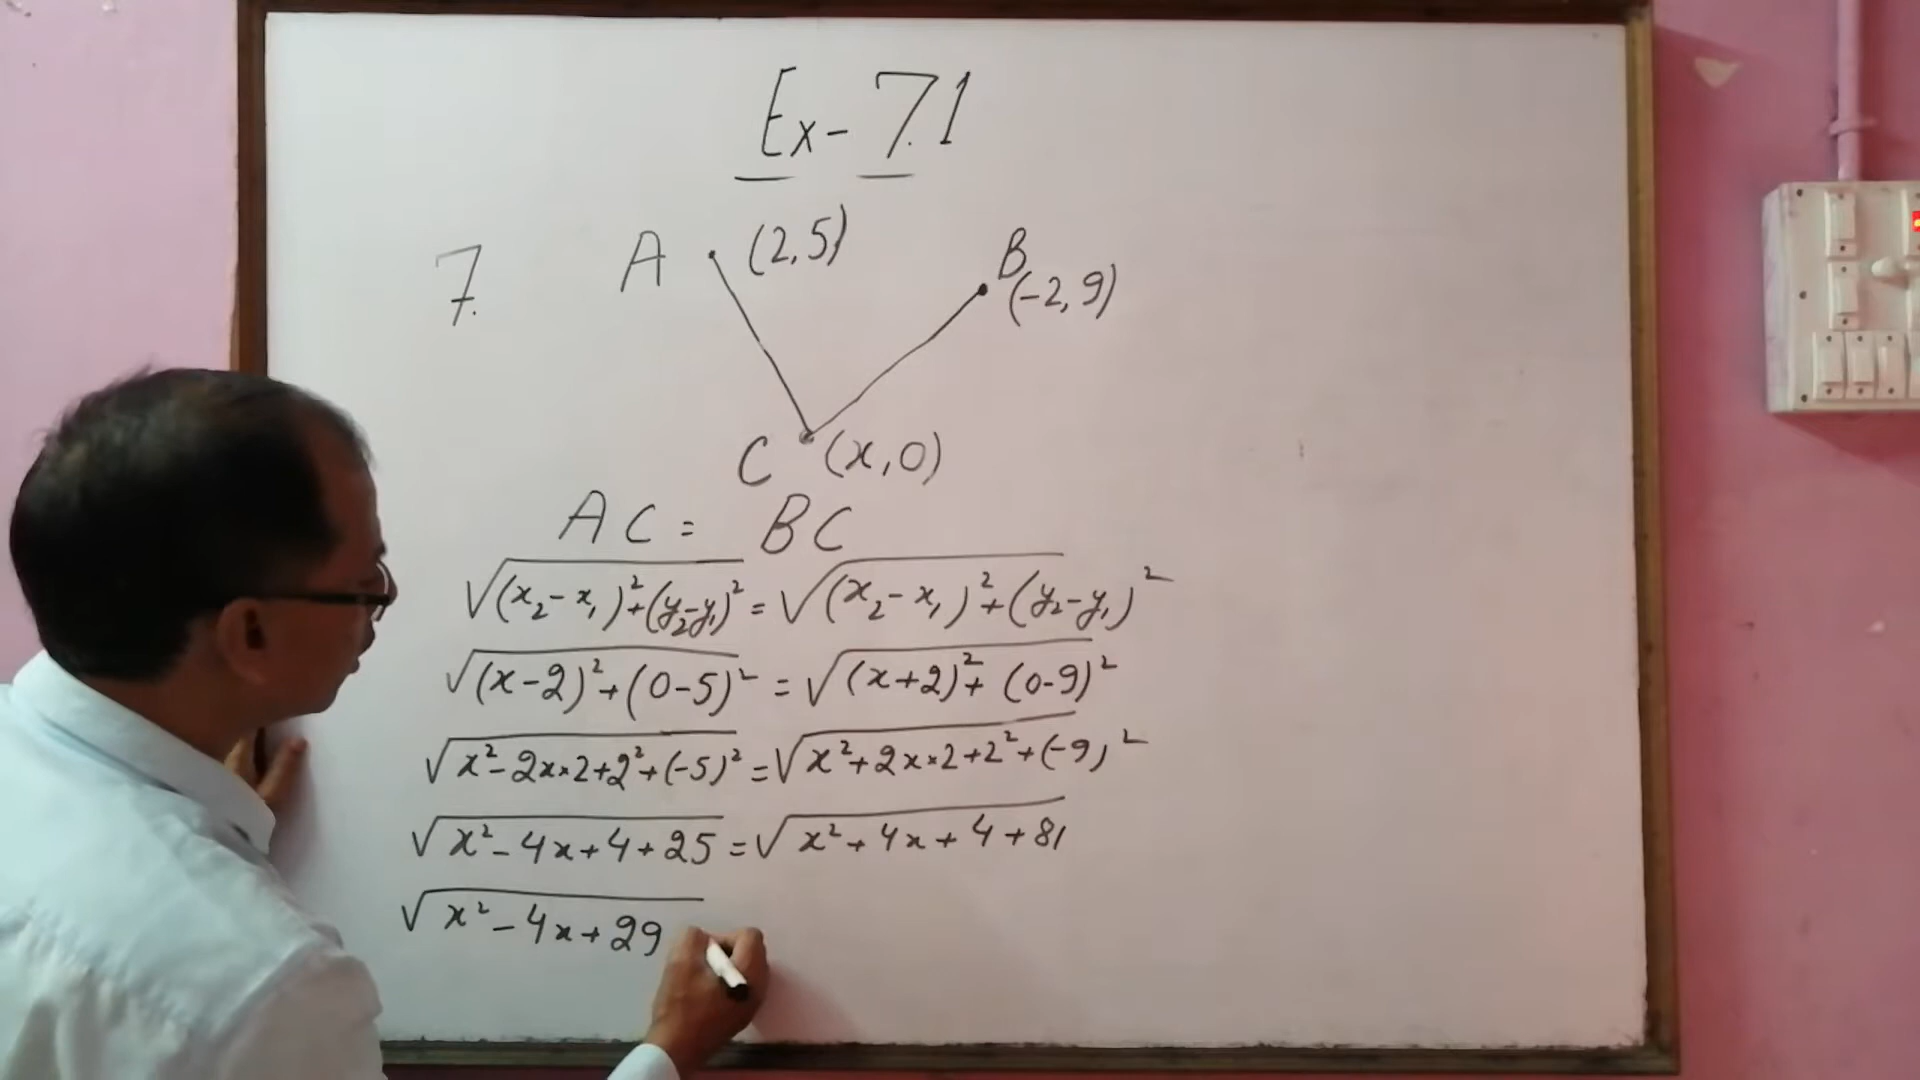 Ex- 7.1
7.
A (2,5)
B
(-2, 9)
C (x, 0)
AC = BC
√(x₂ - x₁)² + (y₂-y₁)² = √(x₂ - x₁)² + (y₂-y₁)²
√(x-2)² + (0-5)² = √(x+2)² + (0-9)²
√x² - 2x×2+2² + (-5)² = √x² + 2x×2+2² + (-9)²
√x² - 4x + 4 + 25 = √x² + 4x + 4 + 81
√x² - 4x + 29